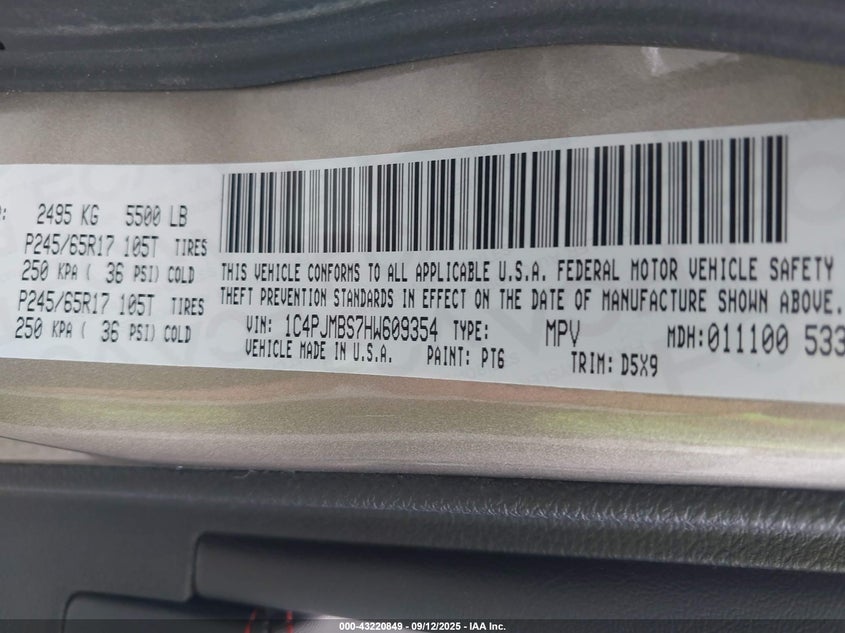 : 2495 KG 5500 LB
P245/65R17 105T TIRES
250 KPA ( 36 PSI) COLD
P245/65R17 105T TIRES
250 KPA ( 36 PSI) COLD
THIS VEHICLE CONFORMS TO ALL APPLICABLE U.S.A. FEDERAL MOTOR VEHICLE SAFETY
THEFT PREVENTION STANDARDS IN EFFECT ON THE DATE OF MANUFACTURE SHOWN ABOVE.
VIN: 1C4PJMBS7HW609354 TYPE: MPV MDH:011100 533
VEHICLE MADE IN U.S.A. PAINT: PT6 TRIM: D5X9
000-43220849 - 09/12/2025 - IAA Inc.